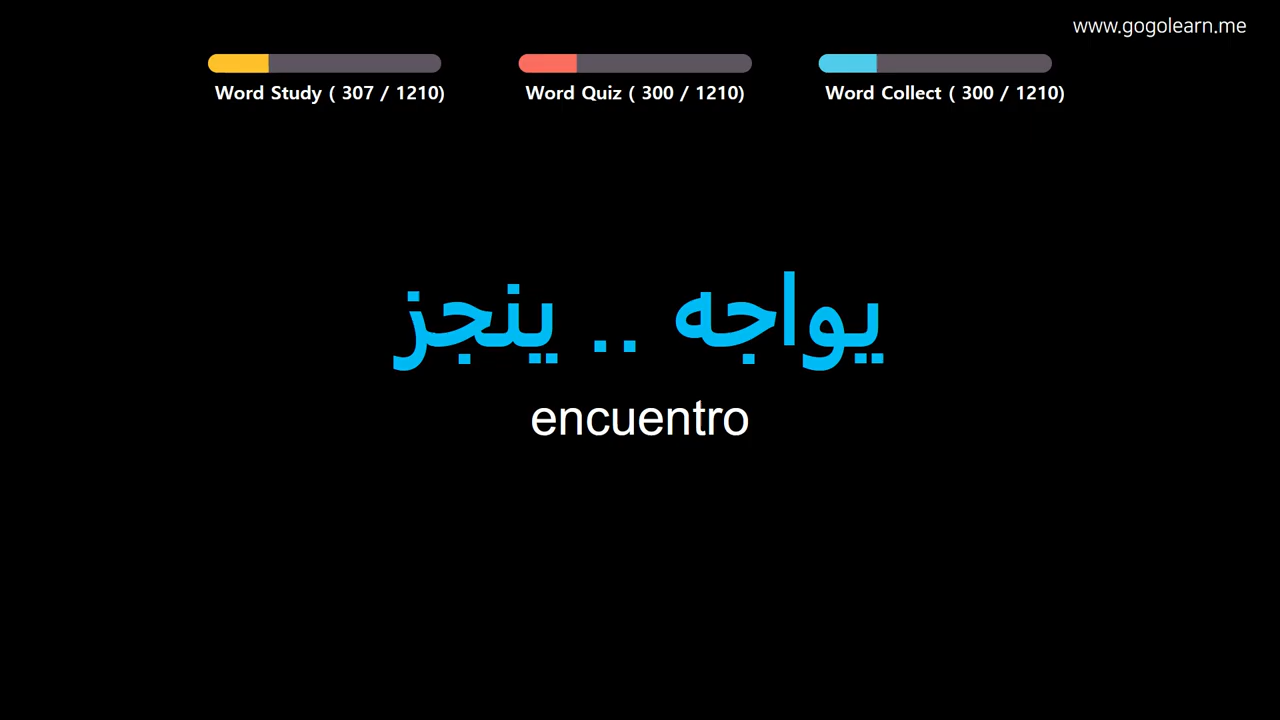 www.gogolearn.me
Word Study ( 307 / 1210)
Word Quiz ( 300 / 1210)
Word Collect ( 300 / 1210)
يواجه .. ينجز
encuentro